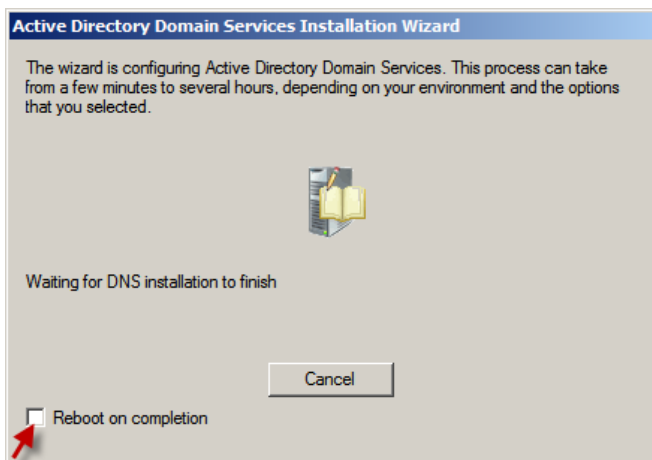 Active Directory Domain Services Installation Wizard
The wizard is configuring Active Directory Domain Services. This process can take
from a few minutes to several hours, depending on your environment and the options
that you selected.
Waiting for DNS installation to finish
Cancel
Reboot on completion